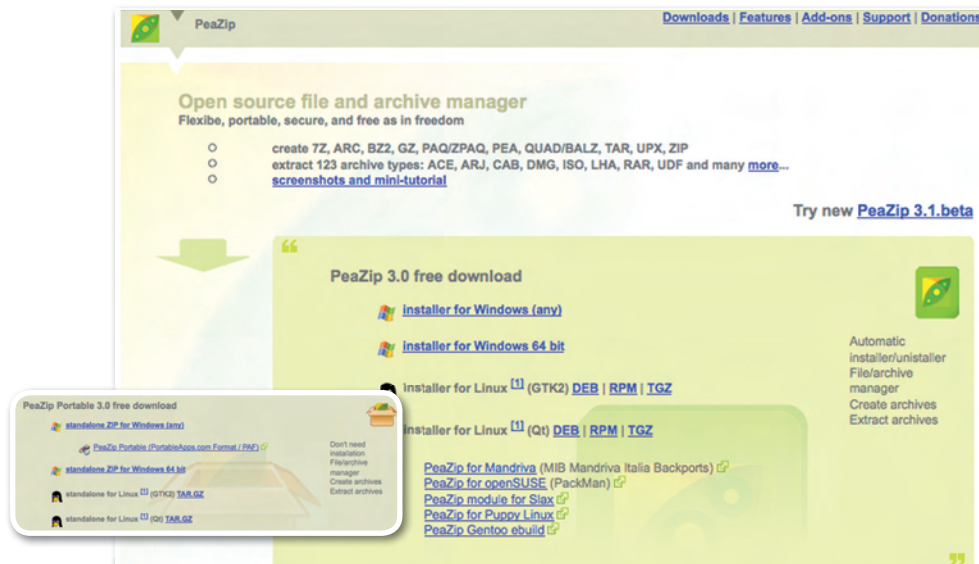 PeaZip
Downloads | Features | Add-ons | Support | Donations
Open source file and archive manager
Flexibe, portable, secure, and free as in freedom
create 7Z, ARC, BZ2, GZ, PAQ/ZPAQ, PEA, QUAD/BALZ, TAR, UPX, ZIP
extract 123 archive types: ACE, ARJ, CAB, DMG, ISO, LHA, RAR, UDF and many more...
screenshots and mini-tutorial
Try new PeaZip 3.1.beta
PeaZip 3.0 free download
installer for Windows (any)
installer for Windows 64 bit
installer for Linux [1] (GTK2) DEB | RPM | TGZ
installer for Linux [1] (Qt) DEB | RPM | TGZ
PeaZip for Mandriva (MIB Mandriva Italia Backports)
PeaZip for openSUSE (PackMan)
PeaZip module for Slax
PeaZip for Puppy Linux
PeaZip Gentoo ebuild
Automatic
installer/unistaller
File/archive
manager
Create archives
Extract archives
PeaZip Portable 3.0 free download
standalone ZIP for Windows (any)
PeaZip Portable (PortableApps.com Format / PAF)
standalone ZIP for Windows 64 bit
standalone for Linux [1] (GTK2) TAR.GZ
standalone for Linux [1] (Qt) TAR.GZ
Don't need
installation
File/archive
manager
Create archives
Extract archives